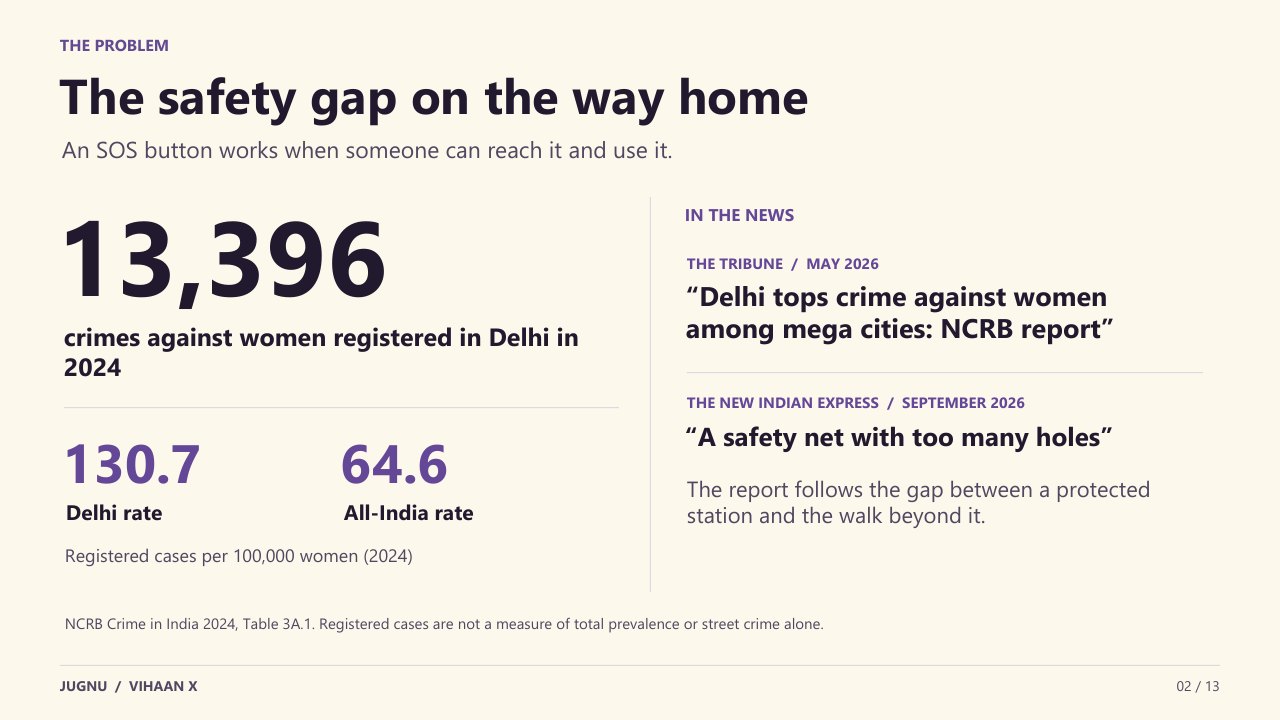 THE PROBLEM
The safety gap on the way home
An SOS button works when someone can reach it and use it.
13,396
crimes against women registered in Delhi in
2024
130.7
Delhi rate
64.6
All-India rate
Registered cases per 100,000 women (2024)
IN THE NEWS
THE TRIBUNE / MAY 2026
“Delhi tops crime against women
among mega cities: NCRB report”
THE NEW INDIAN EXPRESS / SEPTEMBER 2026
“A safety net with too many holes”
The report follows the gap between a protected
station and the walk beyond it.
NCRB Crime in India 2024, Table 3A.1. Registered cases are not a measure of total prevalence or street crime alone.
JUGNU / VIHAAN X
02 / 13